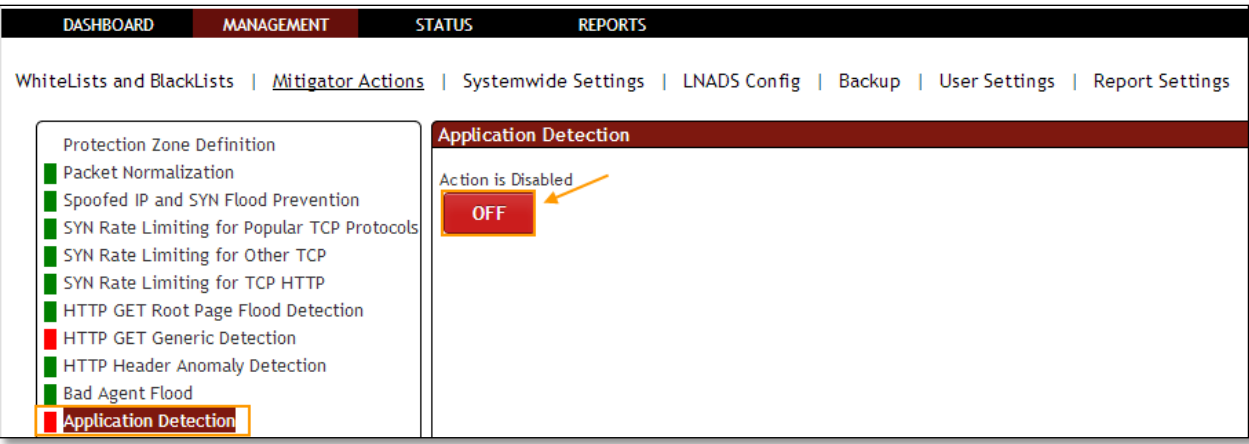 DASHBOARD MANAGEMENT STATUS REPORTS
WhiteLists and BlackLists | Mitigator Actions | Systemwide Settings | LNADS Config | Backup | User Settings | Report Settings
Protection Zone Definition
Packet Normalization
Spoofed IP and SYN Flood Prevention
SYN Rate Limiting for Popular TCP Protocols
SYN Rate Limiting for Other TCP
SYN Rate Limiting for TCP HTTP
HTTP GET Root Page Flood Detection
HTTP GET Generic Detection
HTTP Header Anomaly Detection
Bad Agent Flood
Application Detection
Application Detection
Action is Disabled
OFF